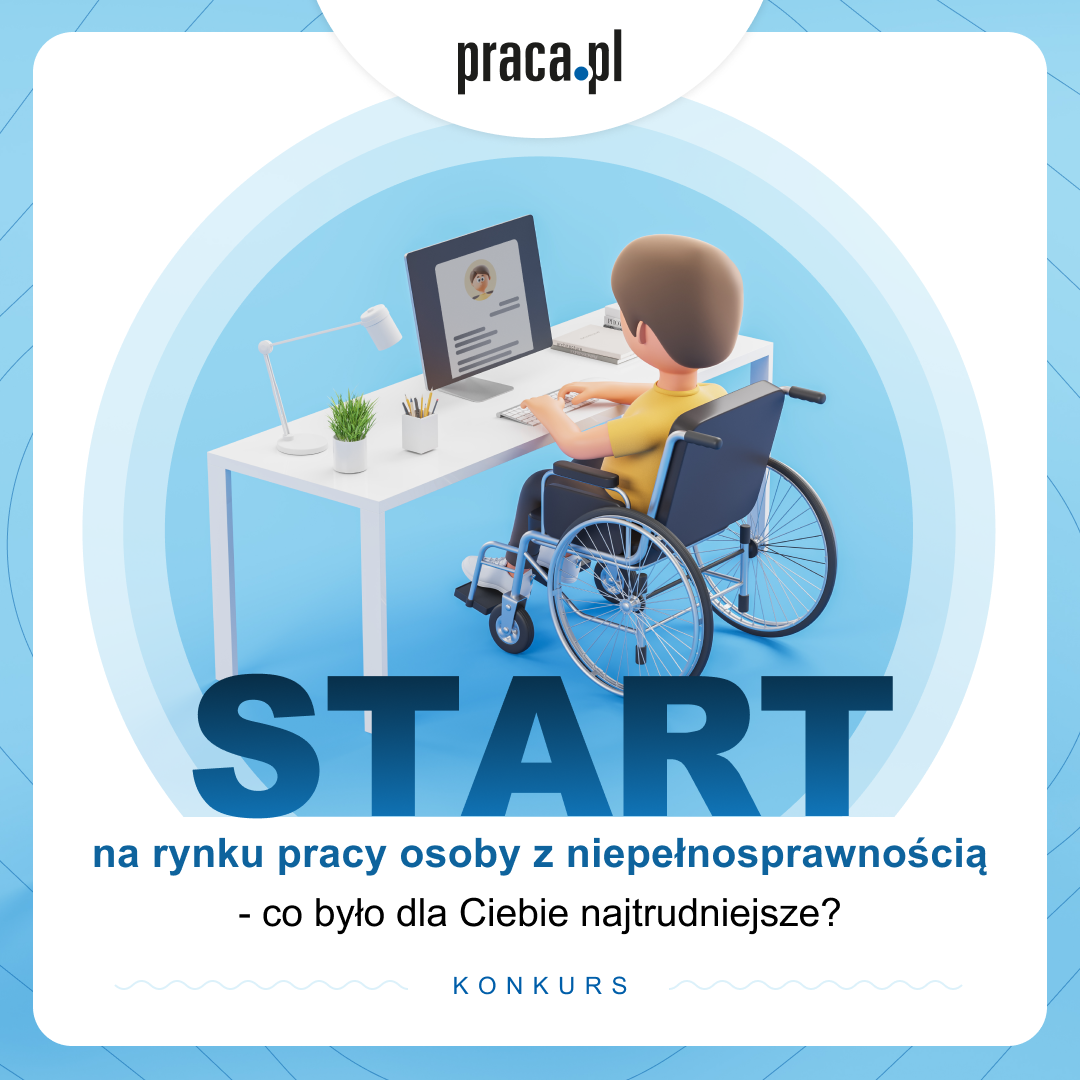 praca.pl
START
na rynku pracy osoby z niepełnosprawnością
- co było dla Ciebie najtrudniejsze?
KONKURS